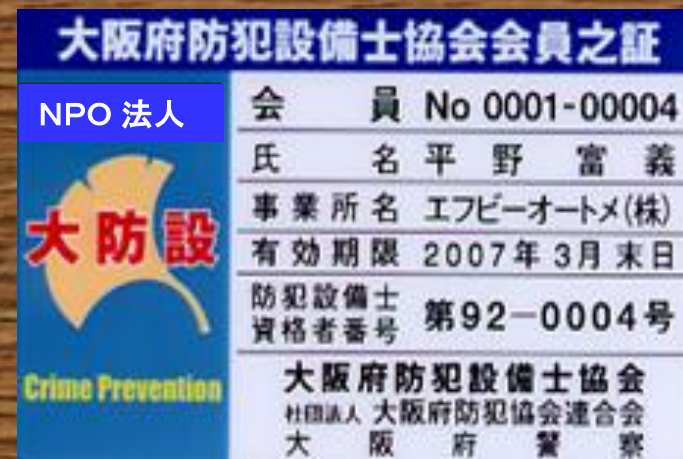 大阪府防犯設備士協会会員之証
NPO 法人
大防設
Crime Prevention
会員 No 0001-00004
氏名 平野富義
事業所名 エフビーオートメ(株)
有効期限 2007年 3月 末日
防犯設備士
資格者番号 第92-0004号
大阪府防犯設備士協会
社団法人 大阪府防犯協会連合会
大阪府警察